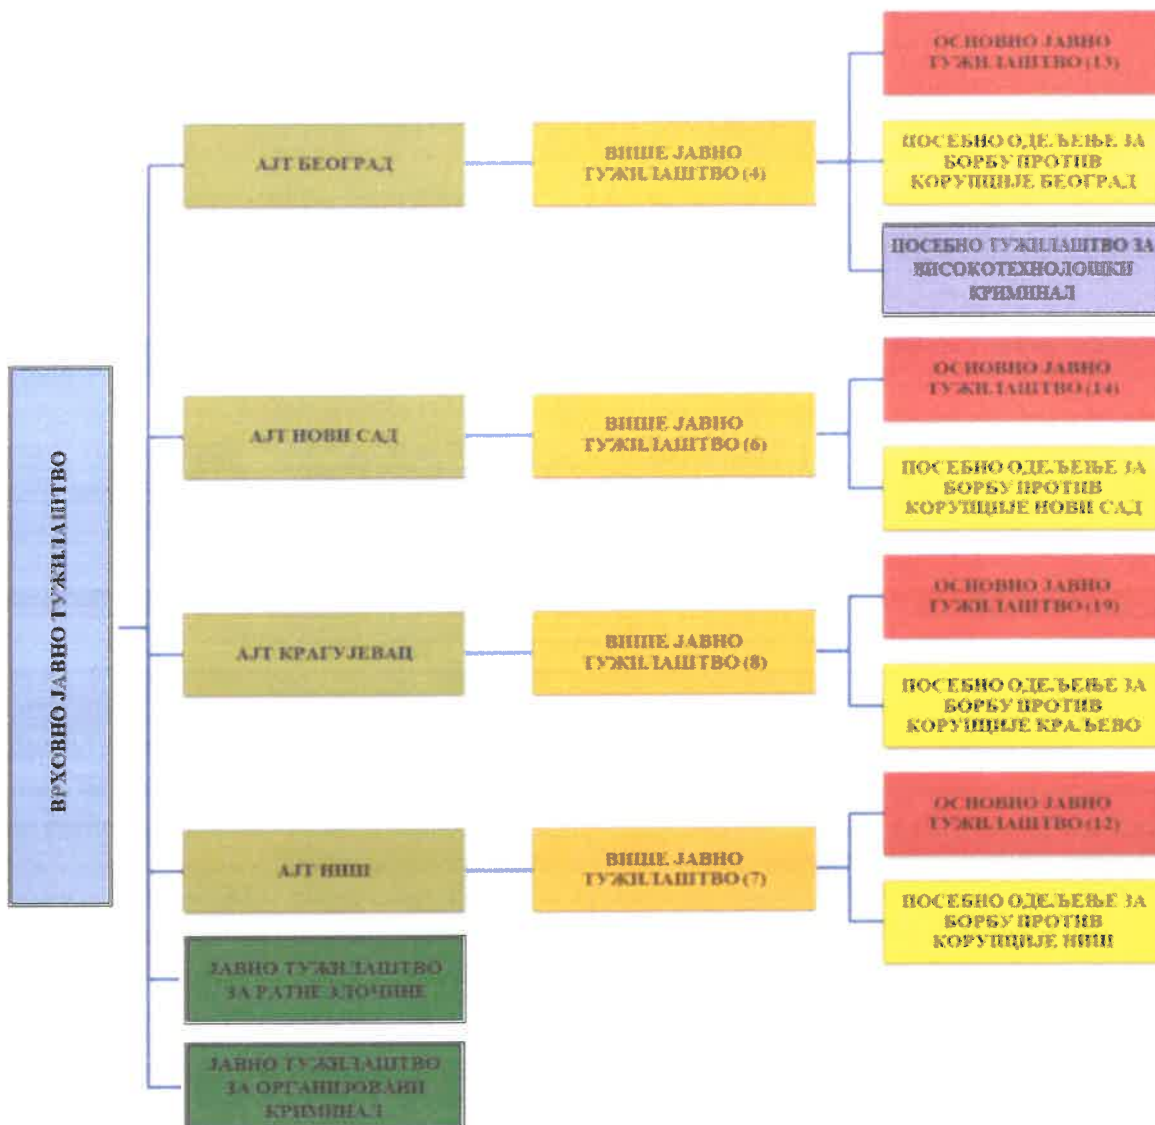 ВРХОВНО ЈАВНО ТУЖИЛАШТВО
АЈТ БЕОГРАД
ВИШЕ ЈАВНО
ТУЖИЛАШТВО (4)
ОСНОВНО ЈАВНО
ТУЖИЛАШТВО (13)
ПОСЕБНО ОДЕЉЕЊЕ ЗА
БОРБУ ПРОТИВ
КОРУПЦИЈЕ БЕОГРАД
ПОСЕБНО ТУЖИЛАШТВО ЗА
ВИСОКОТЕХНОЛОШКИ
КРИМИНАЛ
АЈТ НОВИ САД
ВИШЕ ЈАВНО
ТУЖИЛАШТВО (6)
ОСНОВНО ЈАВНО
ТУЖИЛАШТВО (14)
ПОСЕБНО ОДЕЉЕЊЕ ЗА
БОРБУ ПРОТИВ
КОРУПЦИЈЕ НОВИ САД
АЈТ КРАГУЈЕВАЦ
ВИШЕ ЈАВНО
ТУЖИЛАШТВО (8)
ОСНОВНО ЈАВНО
ТУЖИЛАШТВО (19)
ПОСЕБНО ОДЕЉЕЊЕ ЗА
БОРБУ ПРОТИВ
КОРУПЦИЈЕ КРАЉЕВО
АЈТ НИШ
ВИШЕ ЈАВНО
ТУЖИЛАШТВО (7)
ОСНОВНО ЈАВНО
ТУЖИЛАШТВО (12)
ПОСЕБНО ОДЕЉЕЊЕ ЗА
БОРБУ ПРОТИВ
КОРУПЦИЈЕ НИШ
ЈАВНО ТУЖИЛАШТВО
ЗА РАТНЕ ЗЛОЧИНЕ
ЈАВНО ТУЖИЛАШТВО
ЗА ОРГАНИЗОВАНИ
КРИМИНАЛ